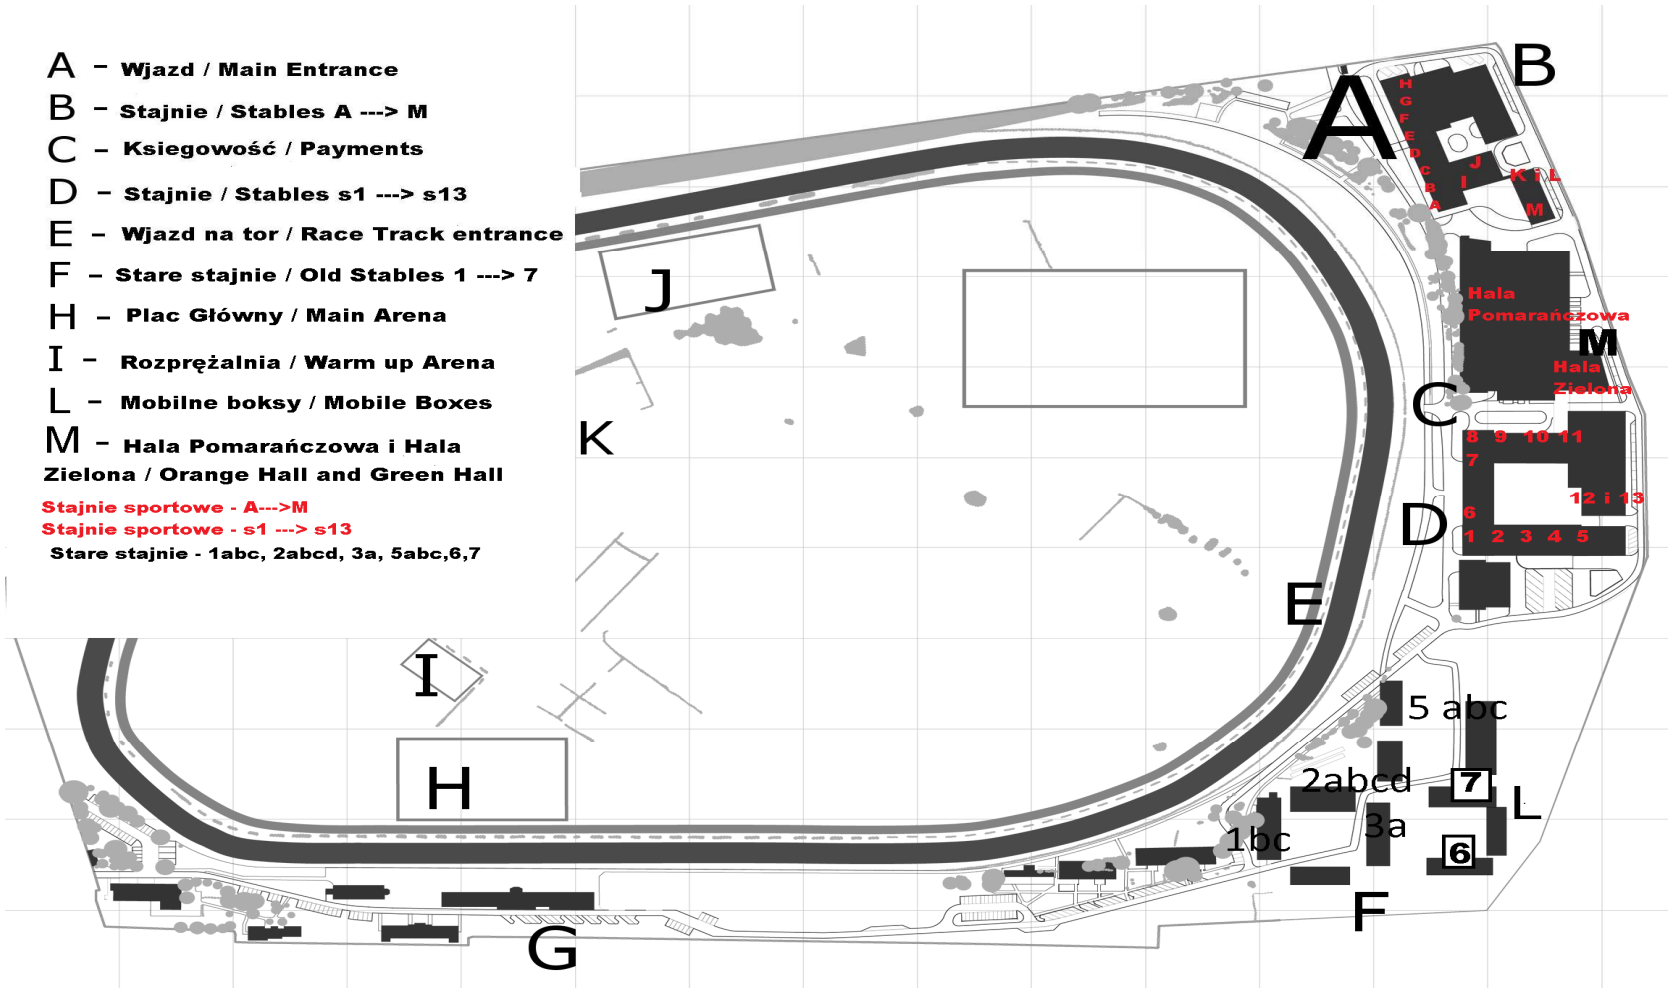 A – Wjazd / Main Entrance
B – Stajnie / Stables A ---> M
C – Ksiegowość / Payments
D – Stajnie / Stables s1 ---> s13
E – Wjazd na tor / Race Track entrance
F – Stare stajnie / Old Stables 1 ---> 7
H – Plac Główny / Main Arena
I – Rozprężalnia / Warm up Arena
L – Mobilne boksy / Mobile Boxes
M – Hala Pomarańczowa i Hala
Zielona / Orange Hall and Green Hall
Stajnie sportowe - A--->M
Stajnie sportowe - s1 ---> s13
Stare stajnie - 1abc, 2abcd, 3a, 5abc,6,7
A
B
H
G
F
E
D
C
B
A
J
I
K i L
M
J
Hala
Pomarańczowa
M
Hala
Zielona
C
K
8 9 10 11
7
12 i 13
6
D
1 2 3 4 5
E
I
5 abc
H
2abcd
7
L
3a
1bc
6
F
G